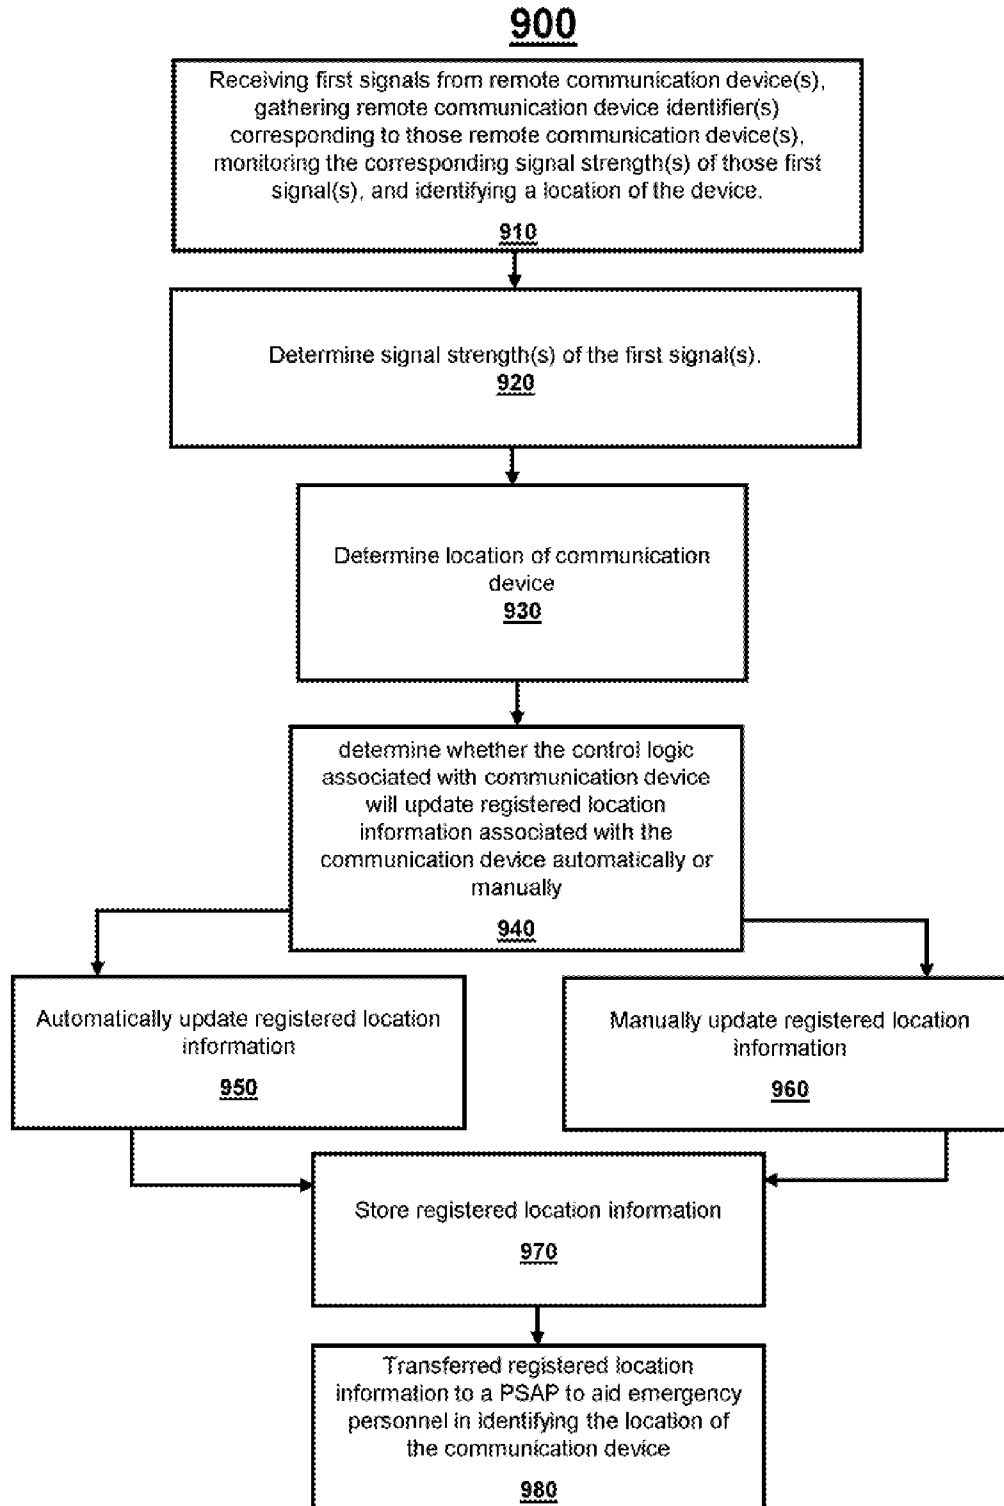 900
Receiving first signals from remote communication device(s),
gathering remote communication device identifier(s)
corresponding to those remote communication device(s),
monitoring the corresponding signal strength(s) of those first
signal(s), and identifying a location of the device.
910
Determine signal strength(s) of the first signal(s).
920
Determine location of communication
device
930
determine whether the control logic
associated with communication device
will update registered location
information associated with the
communication device automatically or
manually
940
Automatically update registered location
information
950
Manually update registered location
information
960
Store registered location information
970
Transferred registered location
information to a PSAP to aid emergency
personnel in identifying the location of
the communication device
980